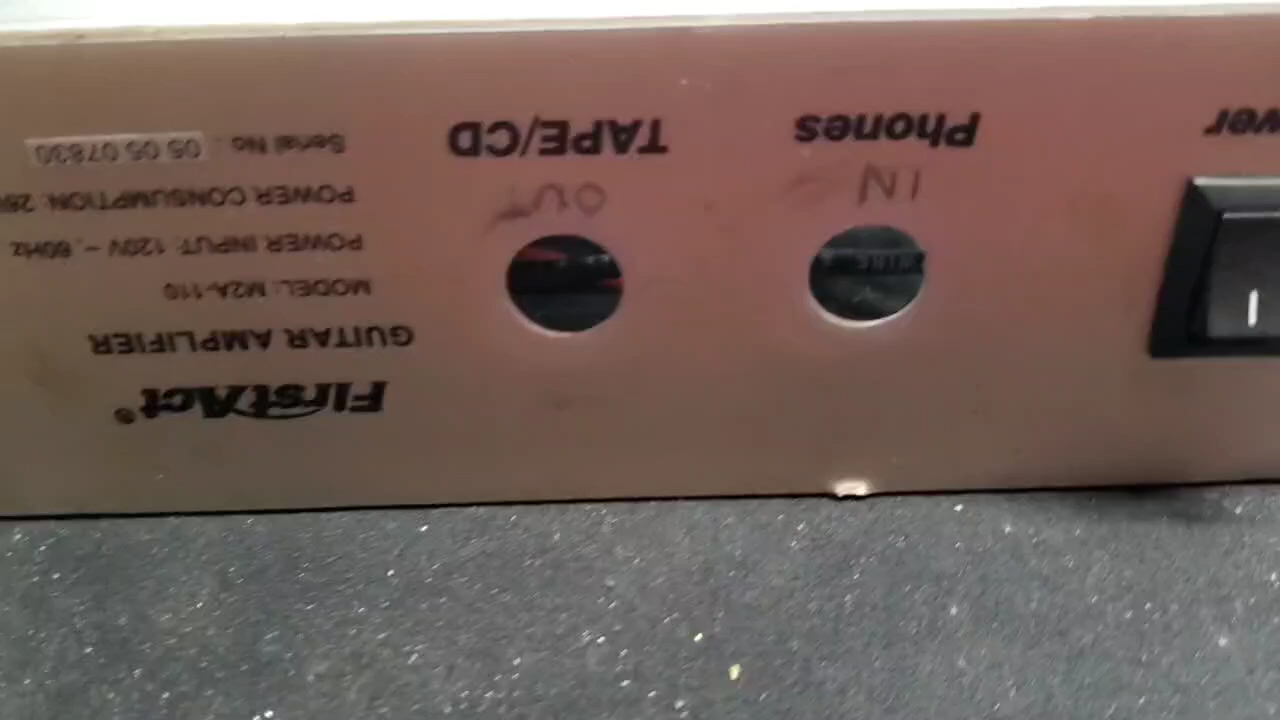 FirstAct®
GUITAR AMPLIFIER
MODEL: M2A-110
POWER INPUT: 120V ~, 60Hz
POWER CONSUMPTION:
Serial No : 05 05 07830
OUT
TAPE/CD
IN
Phones
wer